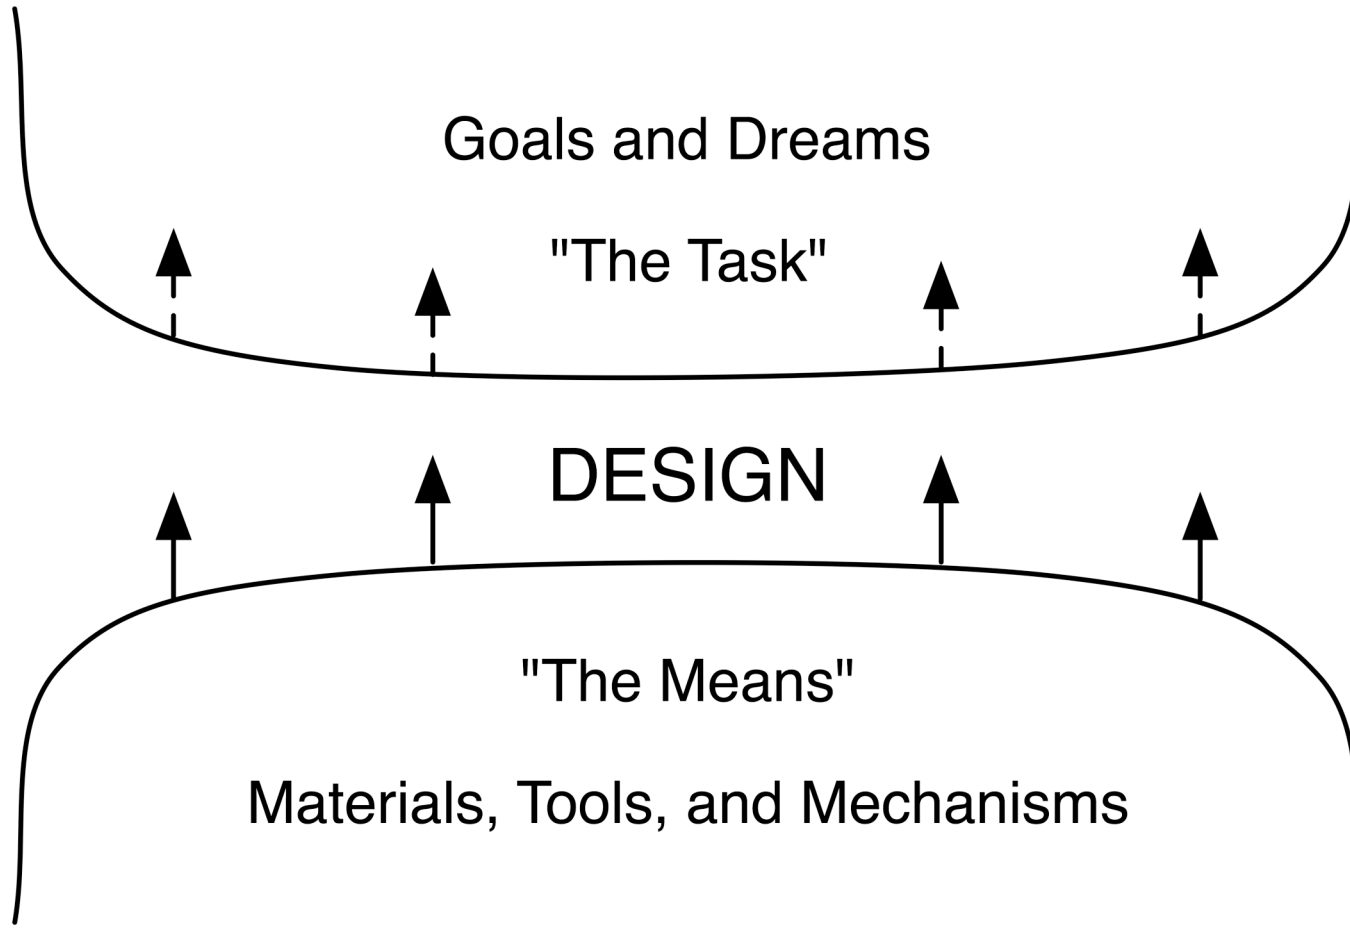 Goals and Dreams
"The Task"
DESIGN
"The Means"
Materials, Tools, and Mechanisms